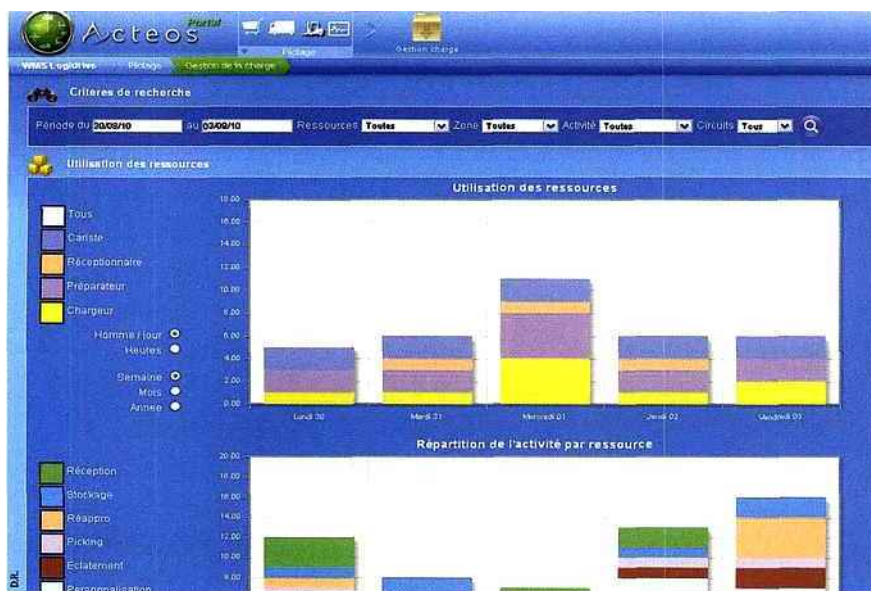 Acteos Portal
Pilotage
Gestion charge
WMS Logidrive Pilotage Gestion de la charge
Critères de recherche
Période du 30/08/10 au 03/09/10 Ressources Toutes Zone Toutes Activité Toutes Circuits Tous
Utilisation des ressources
Utilisation des ressources
18.00
16.00
14.00
12.00
10.00
8.00
6.00
4.00
2.00
0.00
Tous
Cariste
Réceptionnaire
Préparateur
Chargeur
Homme / jour
Heures
Semaine
Mois
Année
Lundi 30 Mardi 31 Mercredi 01 Jeudi 02 Vendredi 03
Répartition de l'activité par ressource
20.00
18.00
16.00
14.00
12.00
10.00
8.00
Réception
Stockage
Réappro
Picking
Eclatement
Personnalisation
D.R.